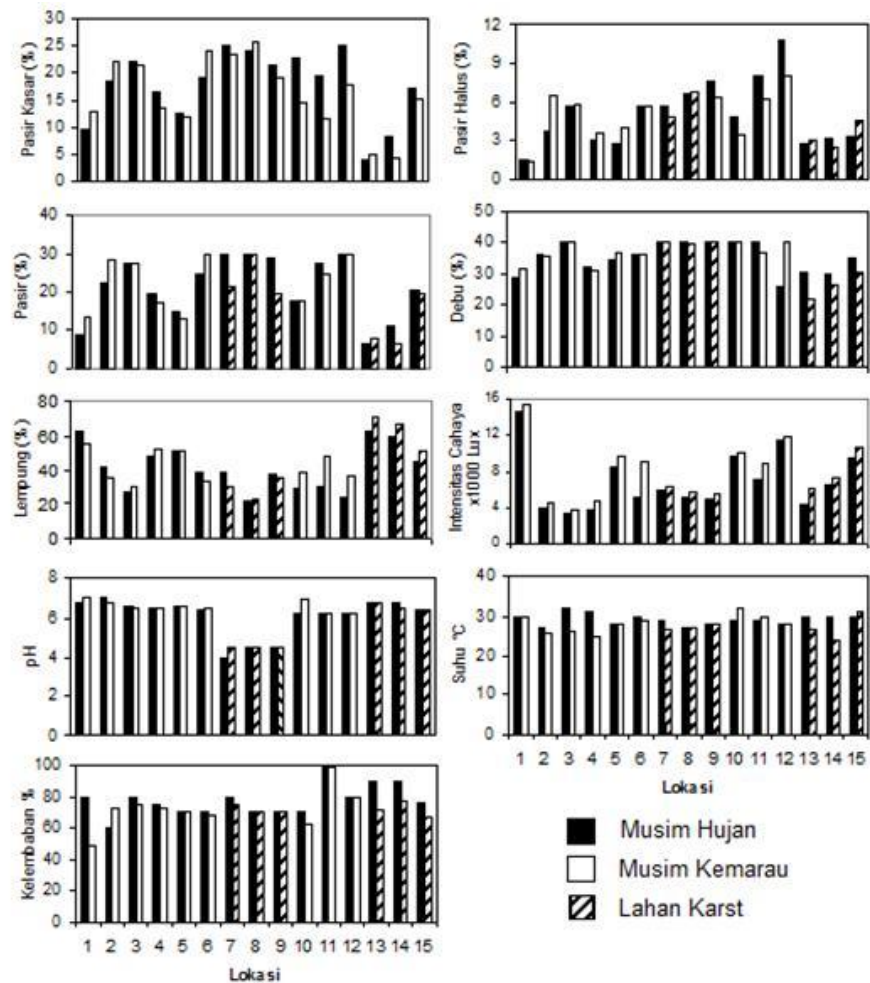 Pasir Kasar (%)
30
25
20
15
10
5
0
Pasir Halus (%)
12
9
6
3
0
Pasir (%)
40
30
20
10
0
Debu (%)
50
40
30
20
10
0
Lempung (%)
80
60
40
20
0
Intensitas Cahaya
x1000 Lux
16
12
8
4
0
pH
8
6
4
2
0
Suhu °C
40
30
20
10
0
1 2 3 4 5 6 7 8 9 10 11 12 13 14 15
Lokasi
Kelembaban %
100
80
60
40
20
0
1 2 3 4 5 6 7 8 9 10 11 12 13 14 15
Lokasi
Musim Hujan
Musim Kemarau
Lahan Karst